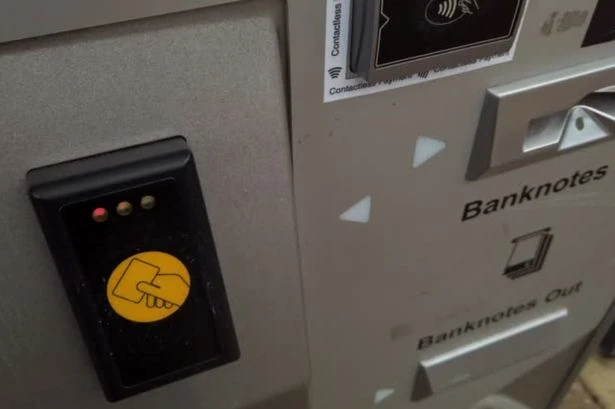 Contactless
Contactless Payment
Banknotes
Banknotes Out